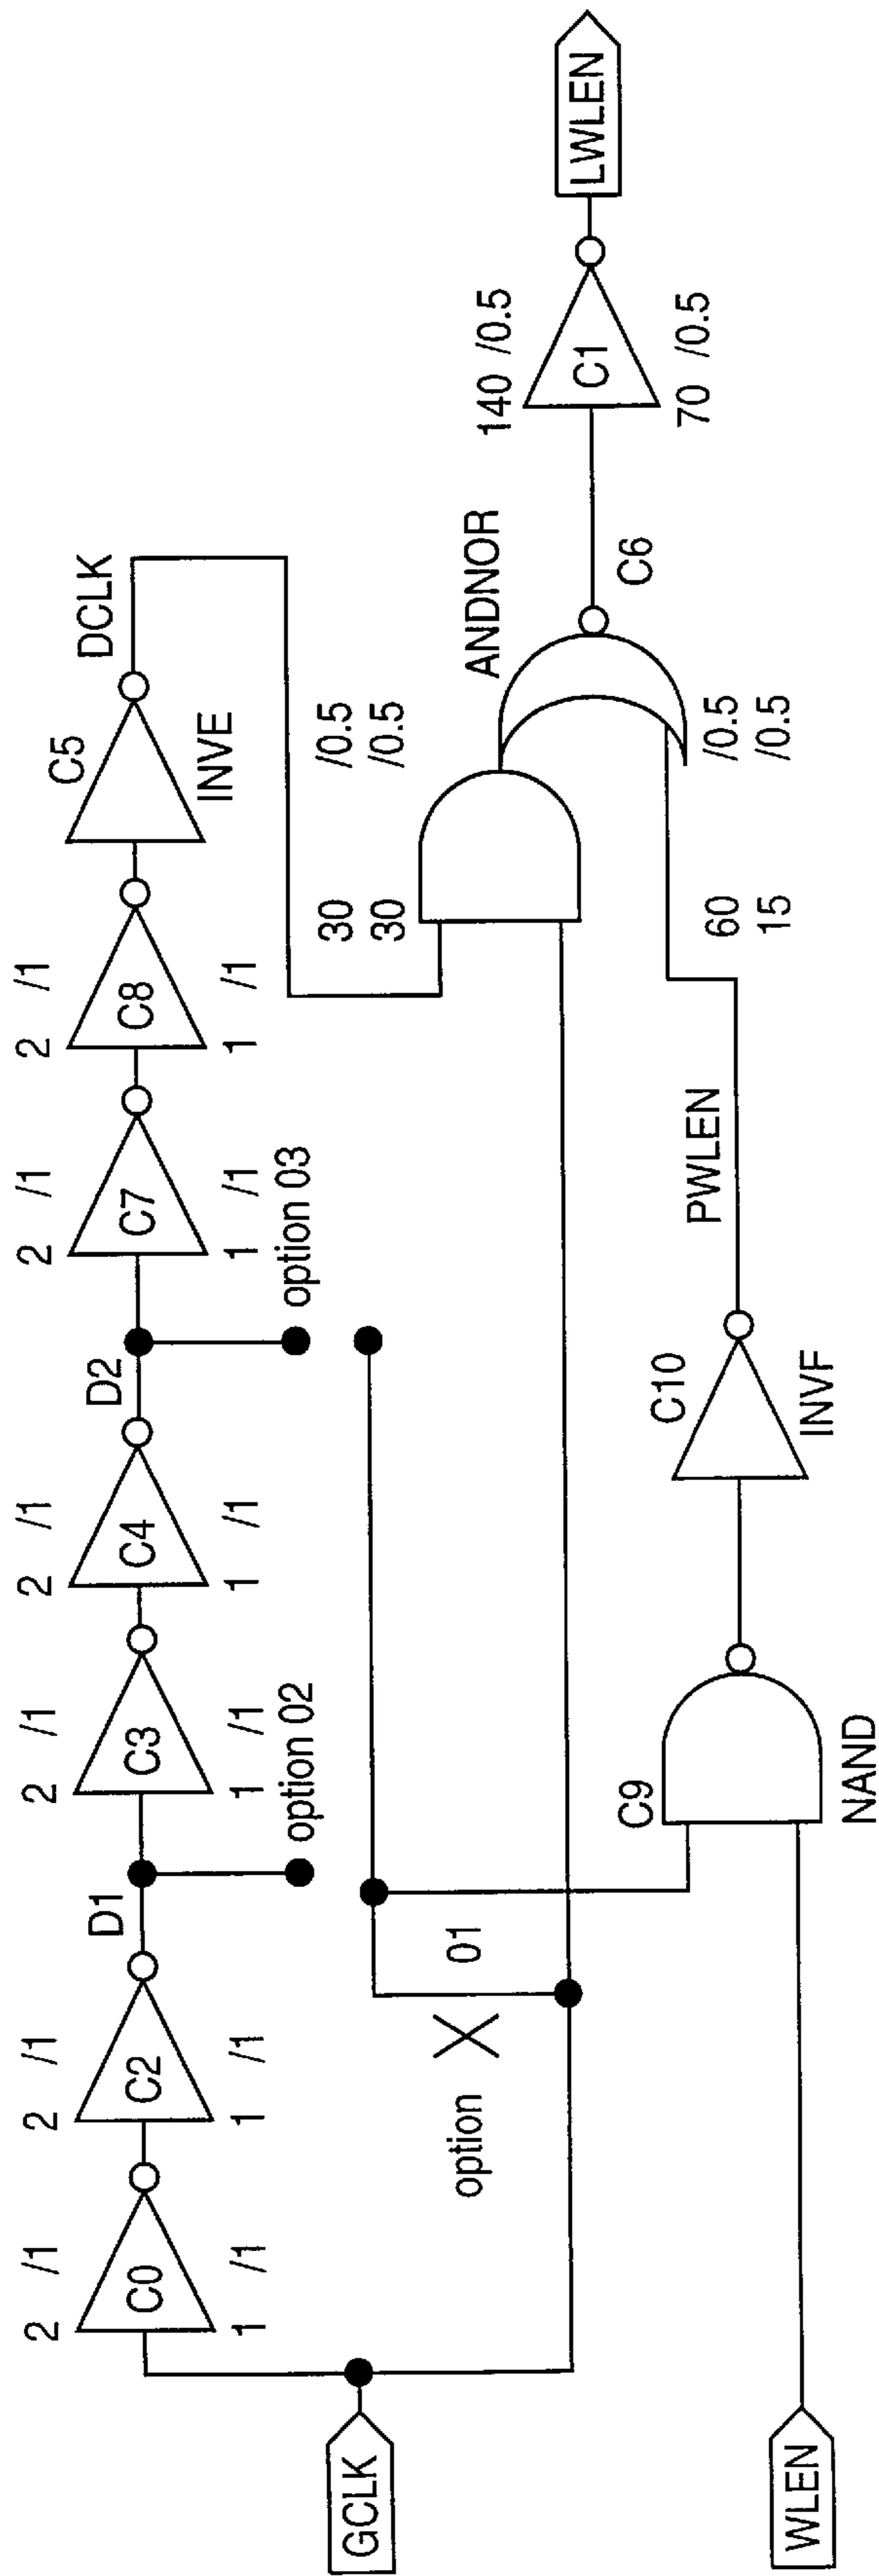 GCLK
WLEN
2 /1
C0
1 /1
2 /1
C2
1 /1
D1
option 02
2 /1
C3
1 /1
2 /1
C4
1 /1
D2
option 03
2 /1
C7
1 /1
2 /1
C8
1 /1
C5
INVE
DCLK
option X 01
C9
NAND
C10
INVF
PWLEN
30 /0.5
30 /0.5
60 /0.5
15 /0.5
ANDNOR
C6
140 /0.5
C1
70 /0.5
LWLEN